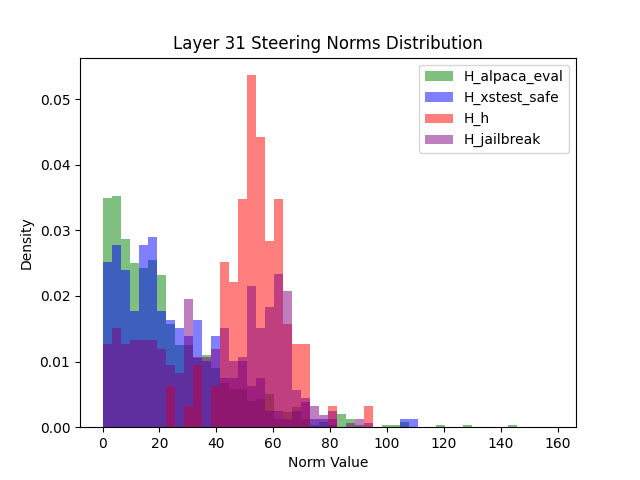 Layer 31 Steering Norms Distribution
H_alpaca_eval
H_xstest_safe
H_h
H_jailbreak
Density
0.05
0.04
0.03
0.02
0.01
0.00
0 20 40 60 80 100 120 140 160
Norm Value